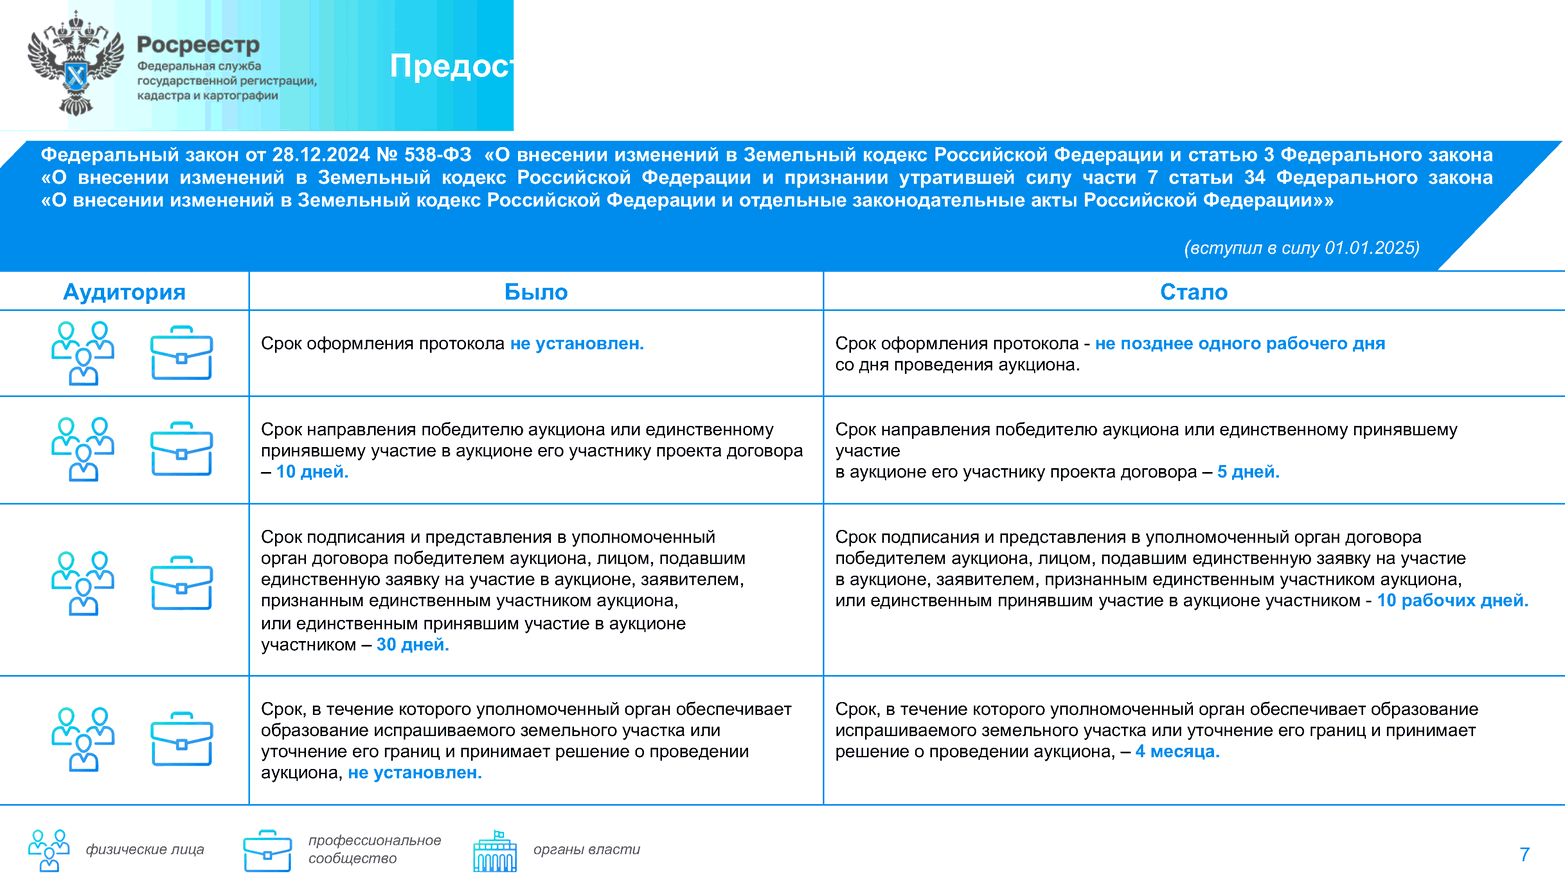 Росреестр
Федеральная служба
государственной регистрации,
кадастра и картографии
Предост
Федеральный закон от 28.12.2024 № 538-ФЗ «О внесении изменений в Земельный кодекс Российской Федерации и статью 3 Федерального закона
«О внесении изменений в Земельный кодекс Российской Федерации и признании утратившей силу части 7 статьи 34 Федерального закона
«О внесении изменений в Земельный кодекс Российской Федерации и отдельные законодательные акты Российской Федерации»»
(вступил в силу 01.01.2025)
Аудитория
Было
Стало
Срок оформления протокола не установлен.
Срок оформления протокола - не позднее одного рабочего дня
со дня проведения аукциона.
Срок направления победителю аукциона или единственному
принявшему участие в аукционе его участнику проекта договора
– 10 дней.
Срок направления победителю аукциона или единственному принявшему
участие
в аукционе его участнику проекта договора – 5 дней.
Срок подписания и представления в уполномоченный
орган договора победителем аукциона, лицом, подавшим
единственную заявку на участие в аукционе, заявителем,
признанным единственным участником аукциона,
или единственным принявшим участие в аукционе
участником – 30 дней.
Срок подписания и представления в уполномоченный орган договора
победителем аукциона, лицом, подавшим единственную заявку на участие
в аукционе, заявителем, признанным единственным участником аукциона,
или единственным принявшим участие в аукционе участником - 10 рабочих дней.
Срок, в течение которого уполномоченный орган обеспечивает
образование испрашиваемого земельного участка или
уточнение его границ и принимает решение о проведении
аукциона, не установлен.
Срок, в течение которого уполномоченный орган обеспечивает образование
испрашиваемого земельного участка или уточнение его границ и принимает
решение о проведении аукциона, – 4 месяца.
физические лица
профессиональное
сообщество
органы власти
7